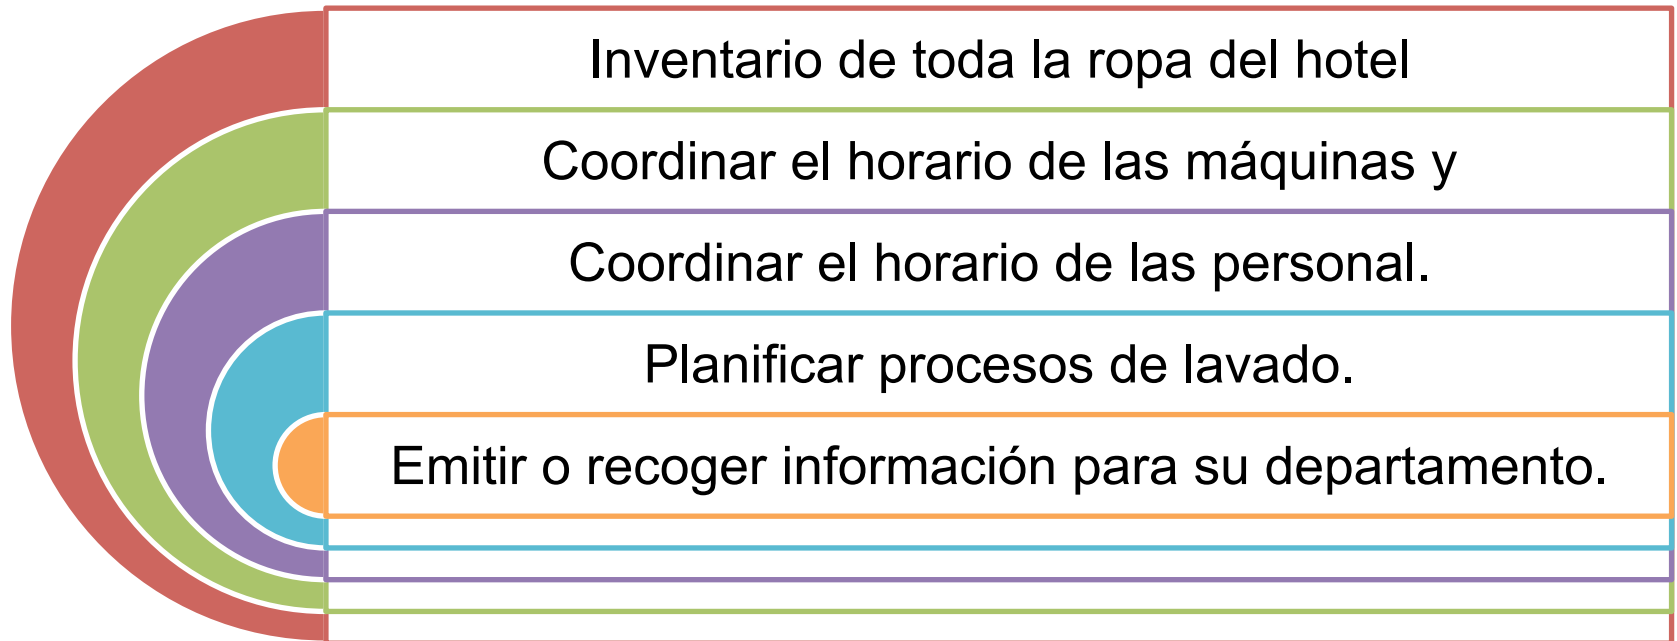 Inventario de toda la ropa del hotel
Coordinar el horario de las máquinas y
Coordinar el horario de las personal.
Planificar procesos de lavado.
Emitir o recoger información para su departamento.